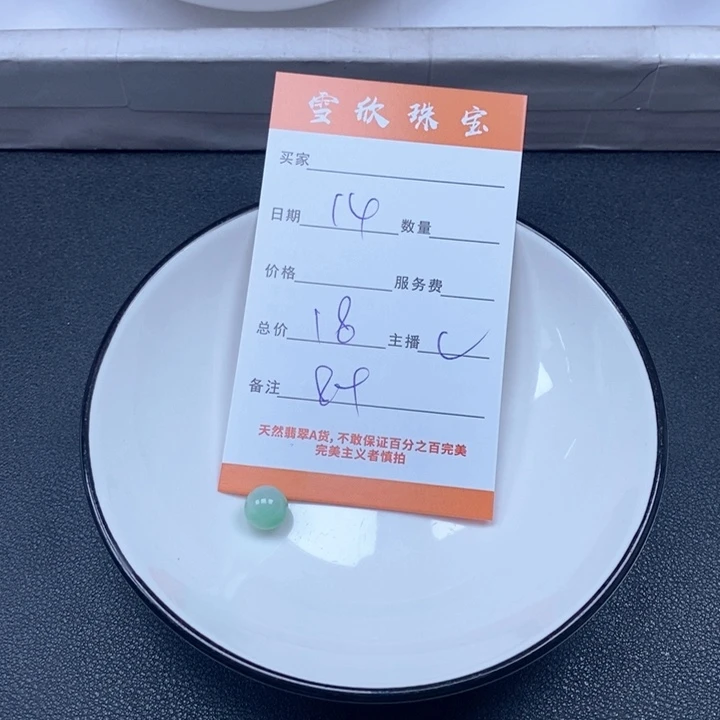 雪欣珠宝
买家
日期 14 数量
价格 服务费
总价 18 主播
备注 84
天然翡翠A货,不敢保证百分之百完美
完美主义者慎拍